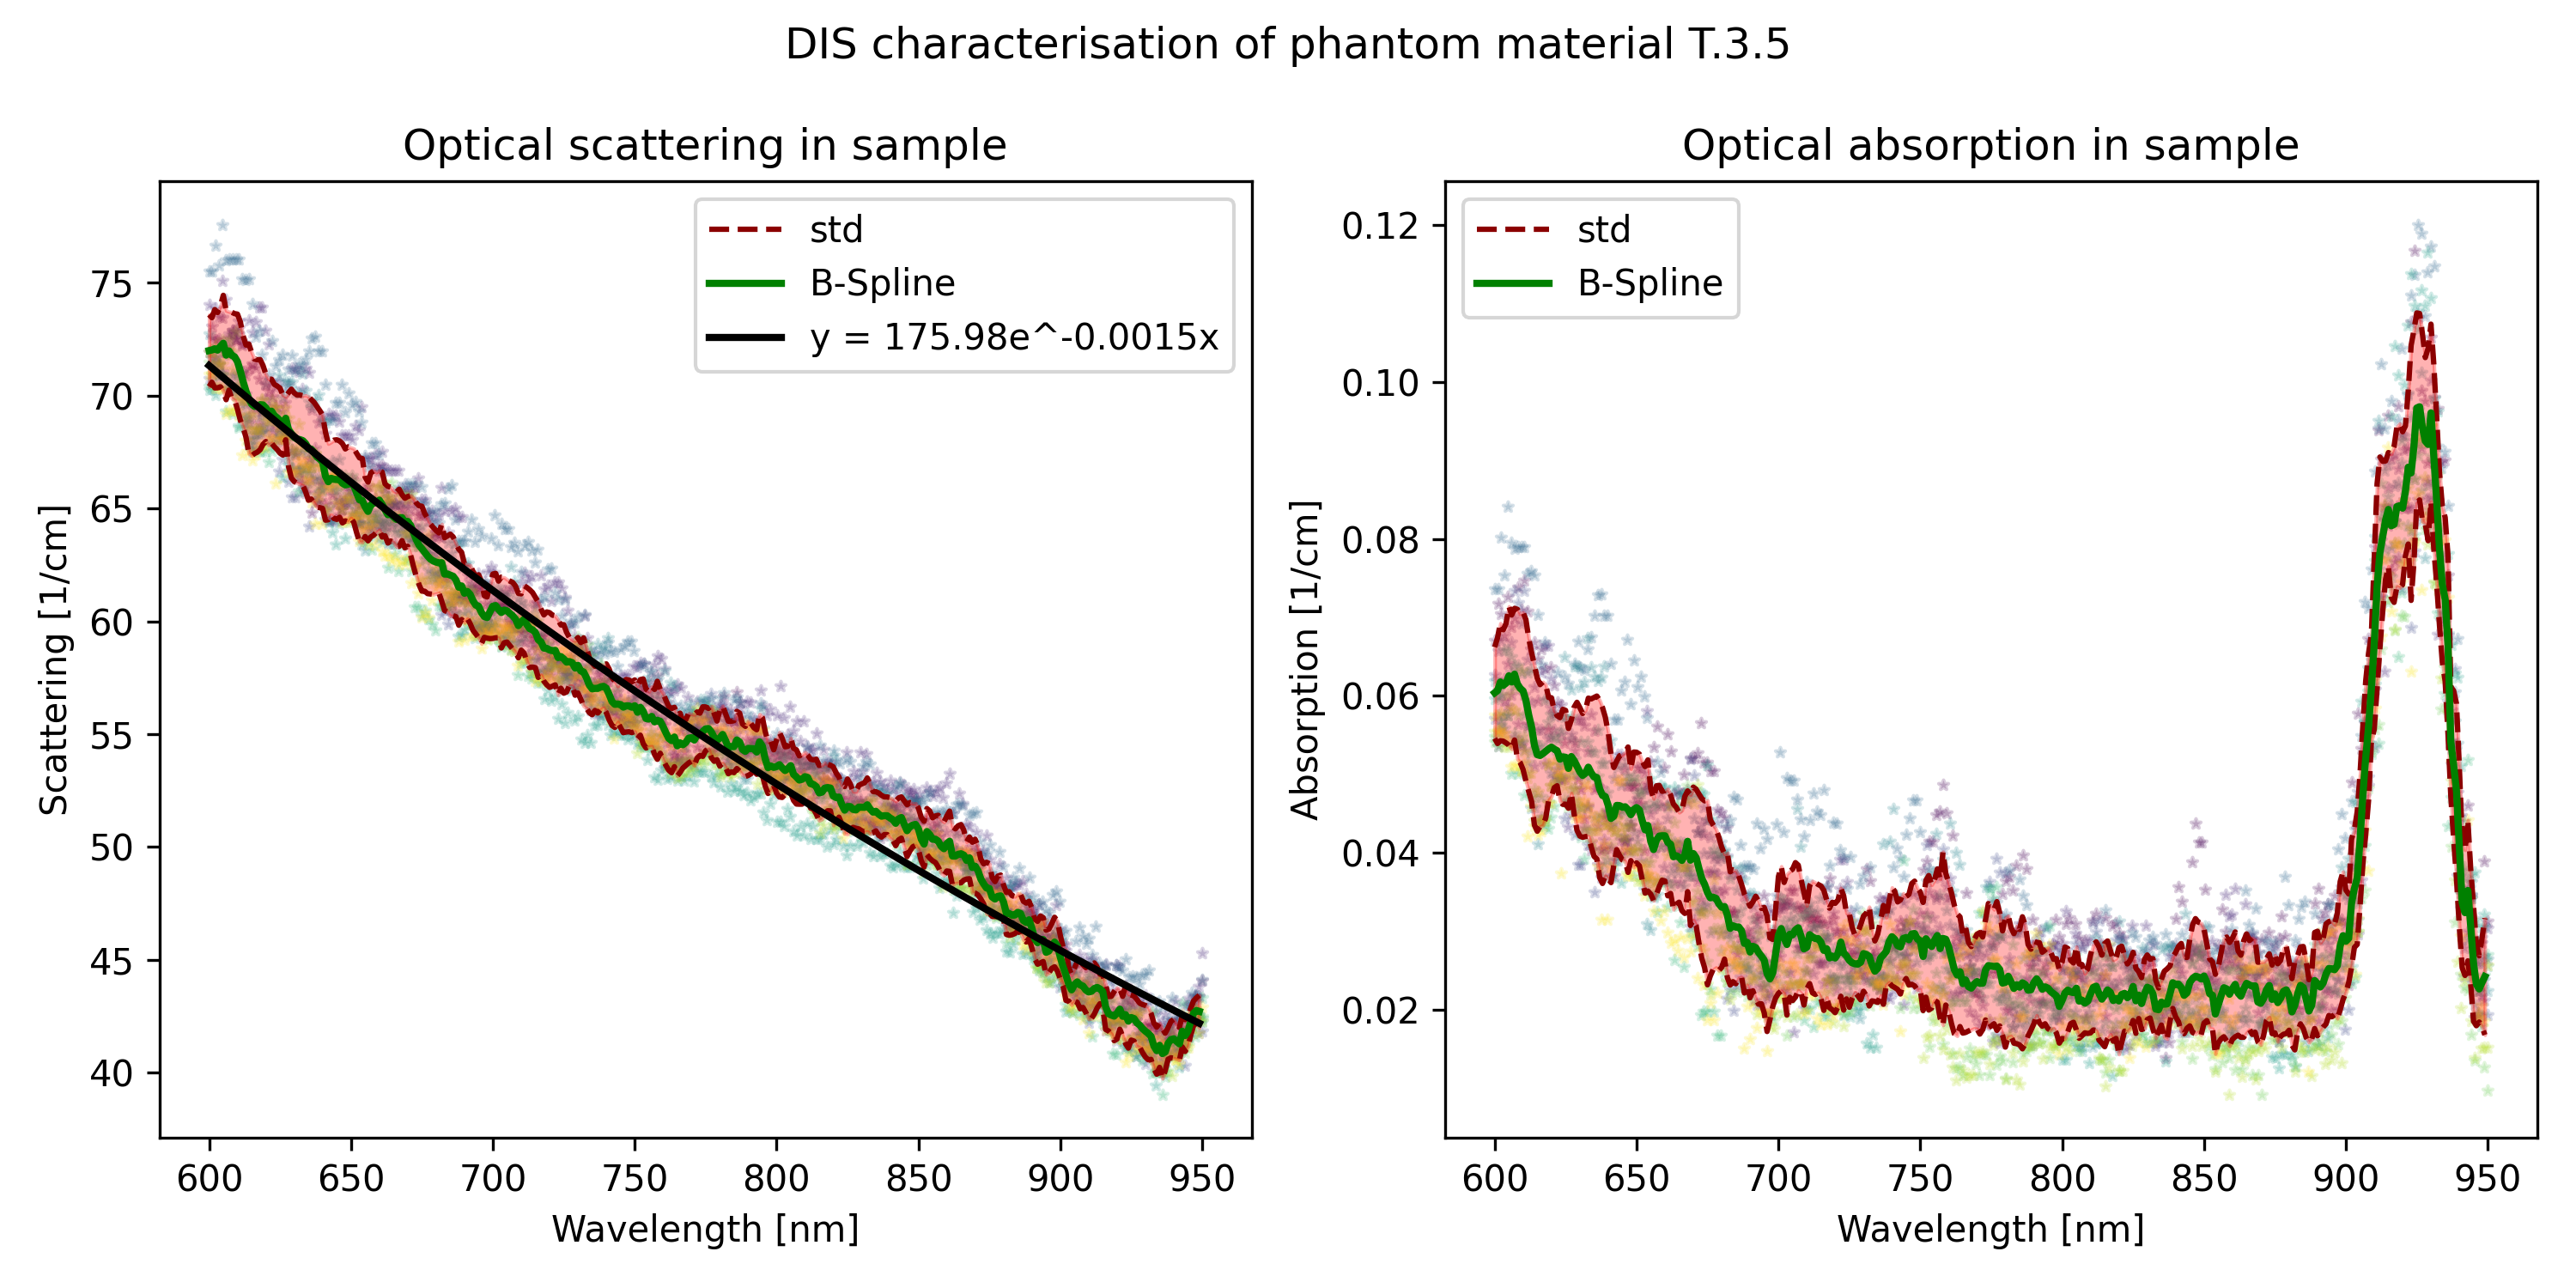 DIS characterisation of phantom material T.3.5
Optical scattering in sample
std
B-Spline
y = 175.98e^-0.0015x
75
70
65
60
55
50
45
40
Scattering [1/cm]
600 650 700 750 800 850 900 950
Wavelength [nm]
Optical absorption in sample
std
B-Spline
0.12
0.10
0.08
0.06
0.04
0.02
Absorption [1/cm]
600 650 700 750 800 850 900 950
Wavelength [nm]